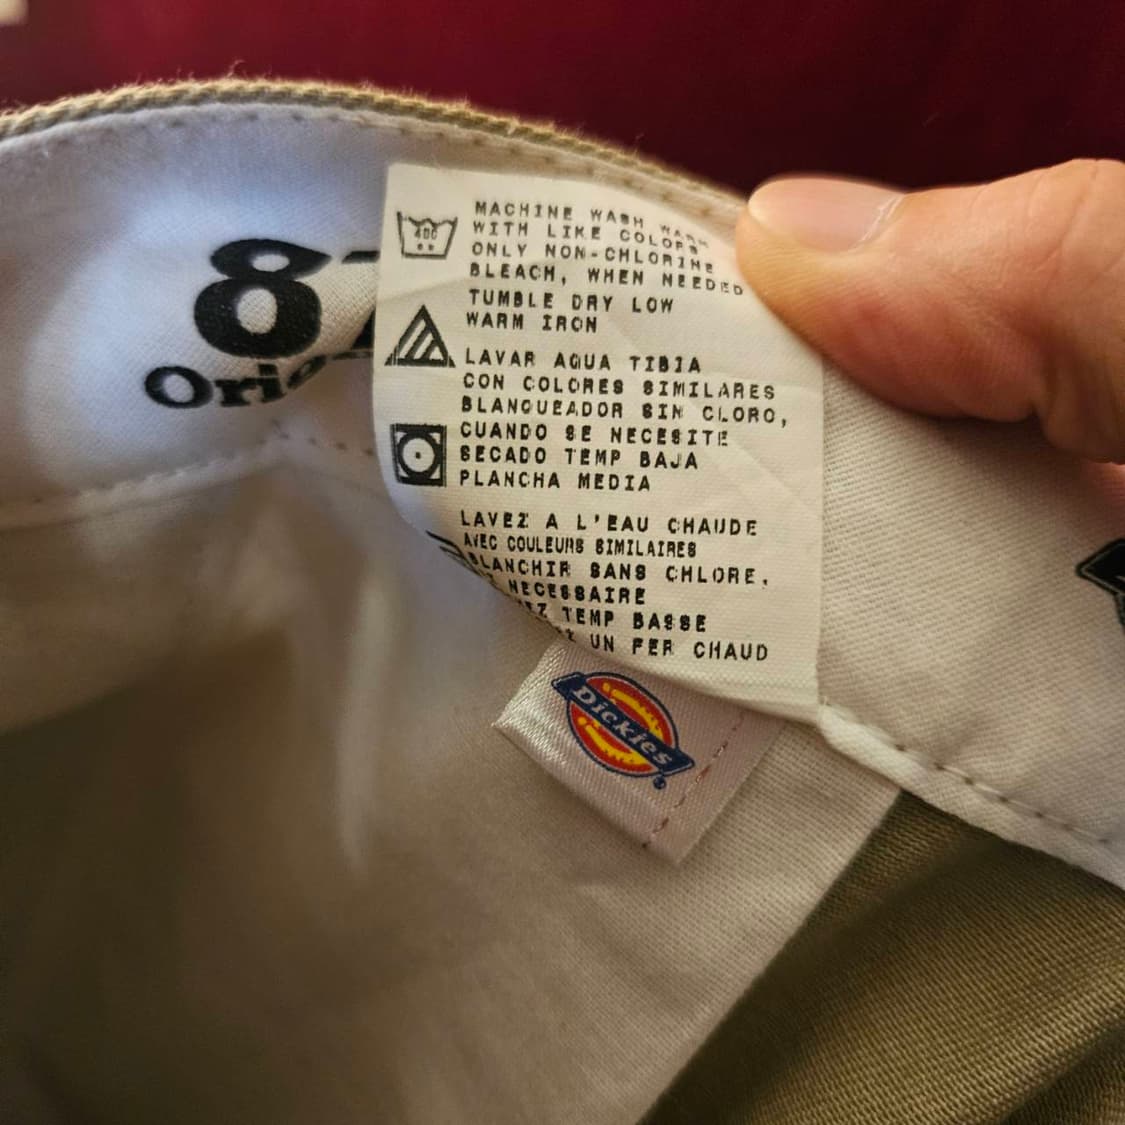 MACHINE WASH WARM
WITH LIKE COLORS
ONLY NON-CHLORINE
BLEACH, WHEN NEEDED
TUMBLE DRY LOW
WARM IRON
LAVAR AGUA TIBIA
CON COLORES SIMILARES
BLANQUEADOR SIN CLORO,
CUANDO SE NECESITE
SECADO TEMP BAJA
PLANCHA MEDIA
LAVEZ A L'EAU CHAUDE
AVEC COULEURS SIMILAIRES
BLANCHIR SANS CHLORE,
NECESSAIRE
TEMP BASSE
UN FER CHAUD
Dickies